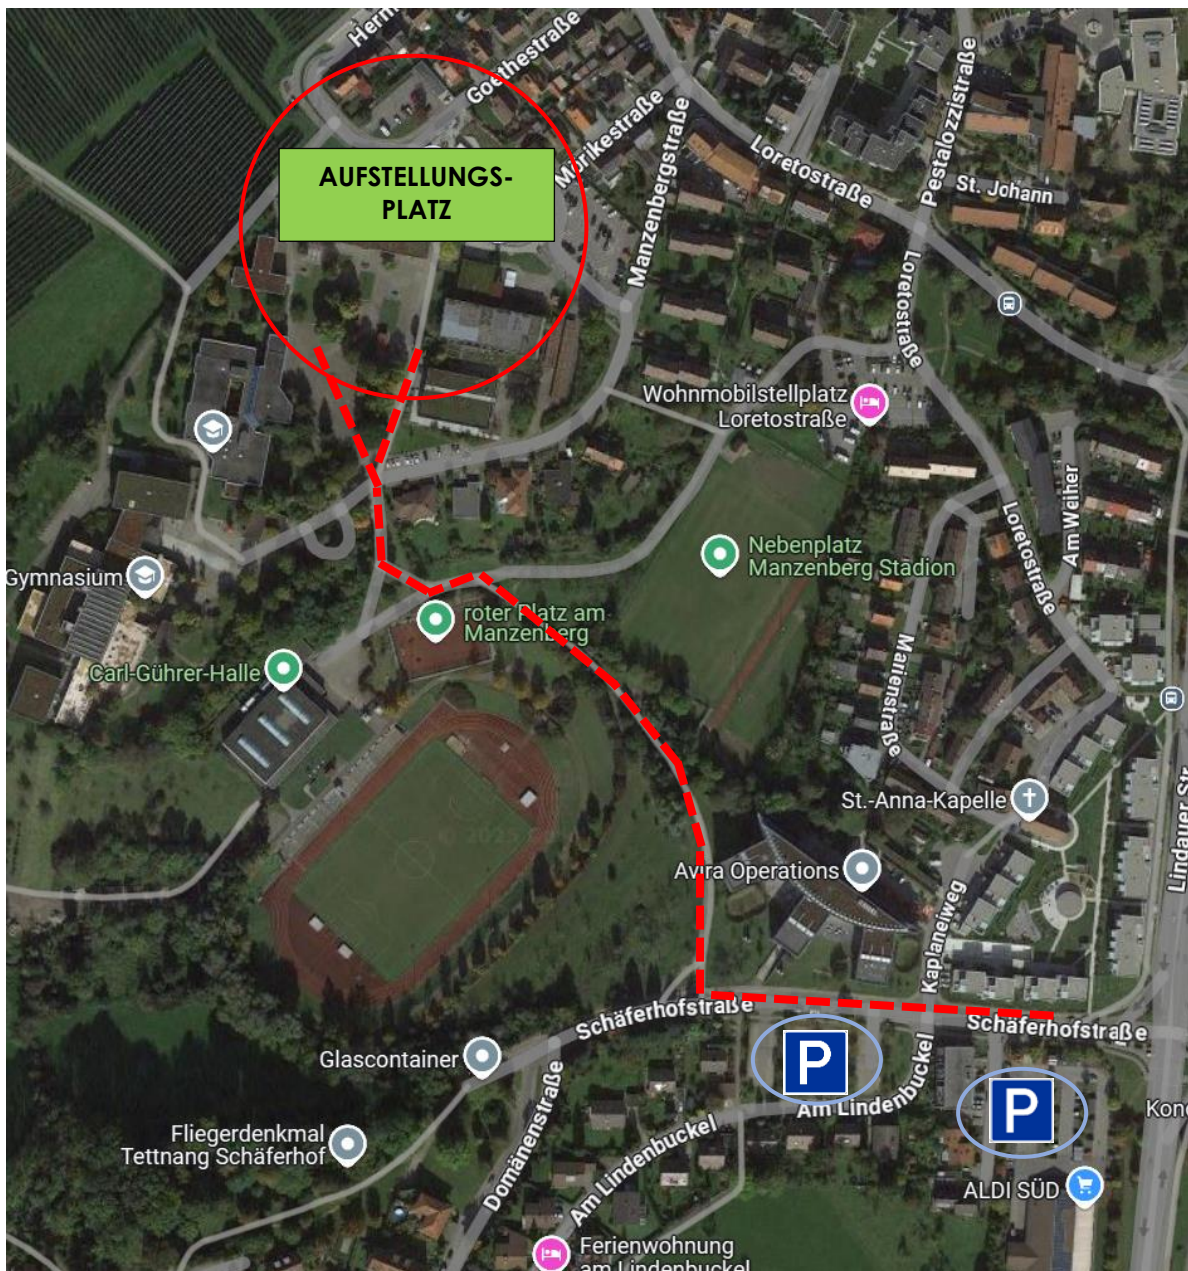 Herm
Goethestraße
Mörikestraße
Manzenbergstraße
Loretostraße
Pestalozzistraße
St. Johann
AUFSTELLUNGS-
PLATZ
Loretostraße
Wohnmobilstellplatz
Loretostraße
Am Weiher
Loretostraße
Nebenplatz
Manzenberg Stadion
Gymnasium
roter Platz am
Manzenberg
Carl-Gührer-Halle
Marienstraße
St.-Anna-Kapelle
Lindauer Str
Avira Operations
Kaplaneiweg
Schäferhofstraße
Schäferhofstraße
Glascontainer
P
P
Am Lindenbuckel
Kond
Fliegerdenkmal
Tettnang Schäferhof
Domänenstraße
Am Lindenbuckel
ALDI SÜD
Ferienwohnung
am Lindenbuckel